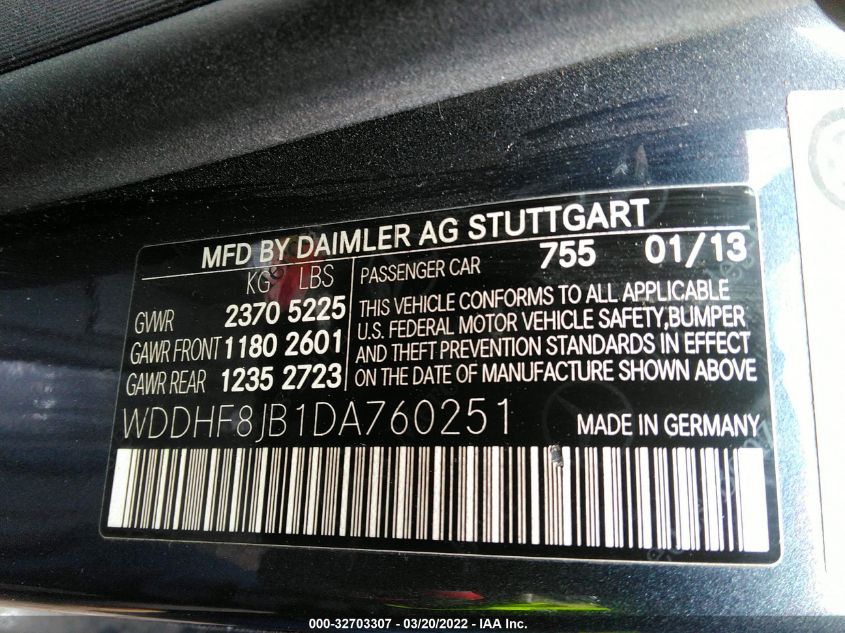 MFD BY DAIMLER AG STUTTGART
KG LBS
PASSENGER CAR 755 01/13
GVWR 2370 5225
GAWR FRONT 1180 2601
GAWR REAR 1235 2723
THIS VEHICLE CONFORMS TO ALL APPLICABLE
U.S. FEDERAL MOTOR VEHICLE SAFETY,BUMPER
AND THEFT PREVENTION STANDARDS IN EFFECT
ON THE DATE OF MANUFACTURE SHOWN ABOVE
WDDHF8JB1DA760251
MADE IN GERMANY
000-32703307 - 03/20/2022 - IAA Inc.